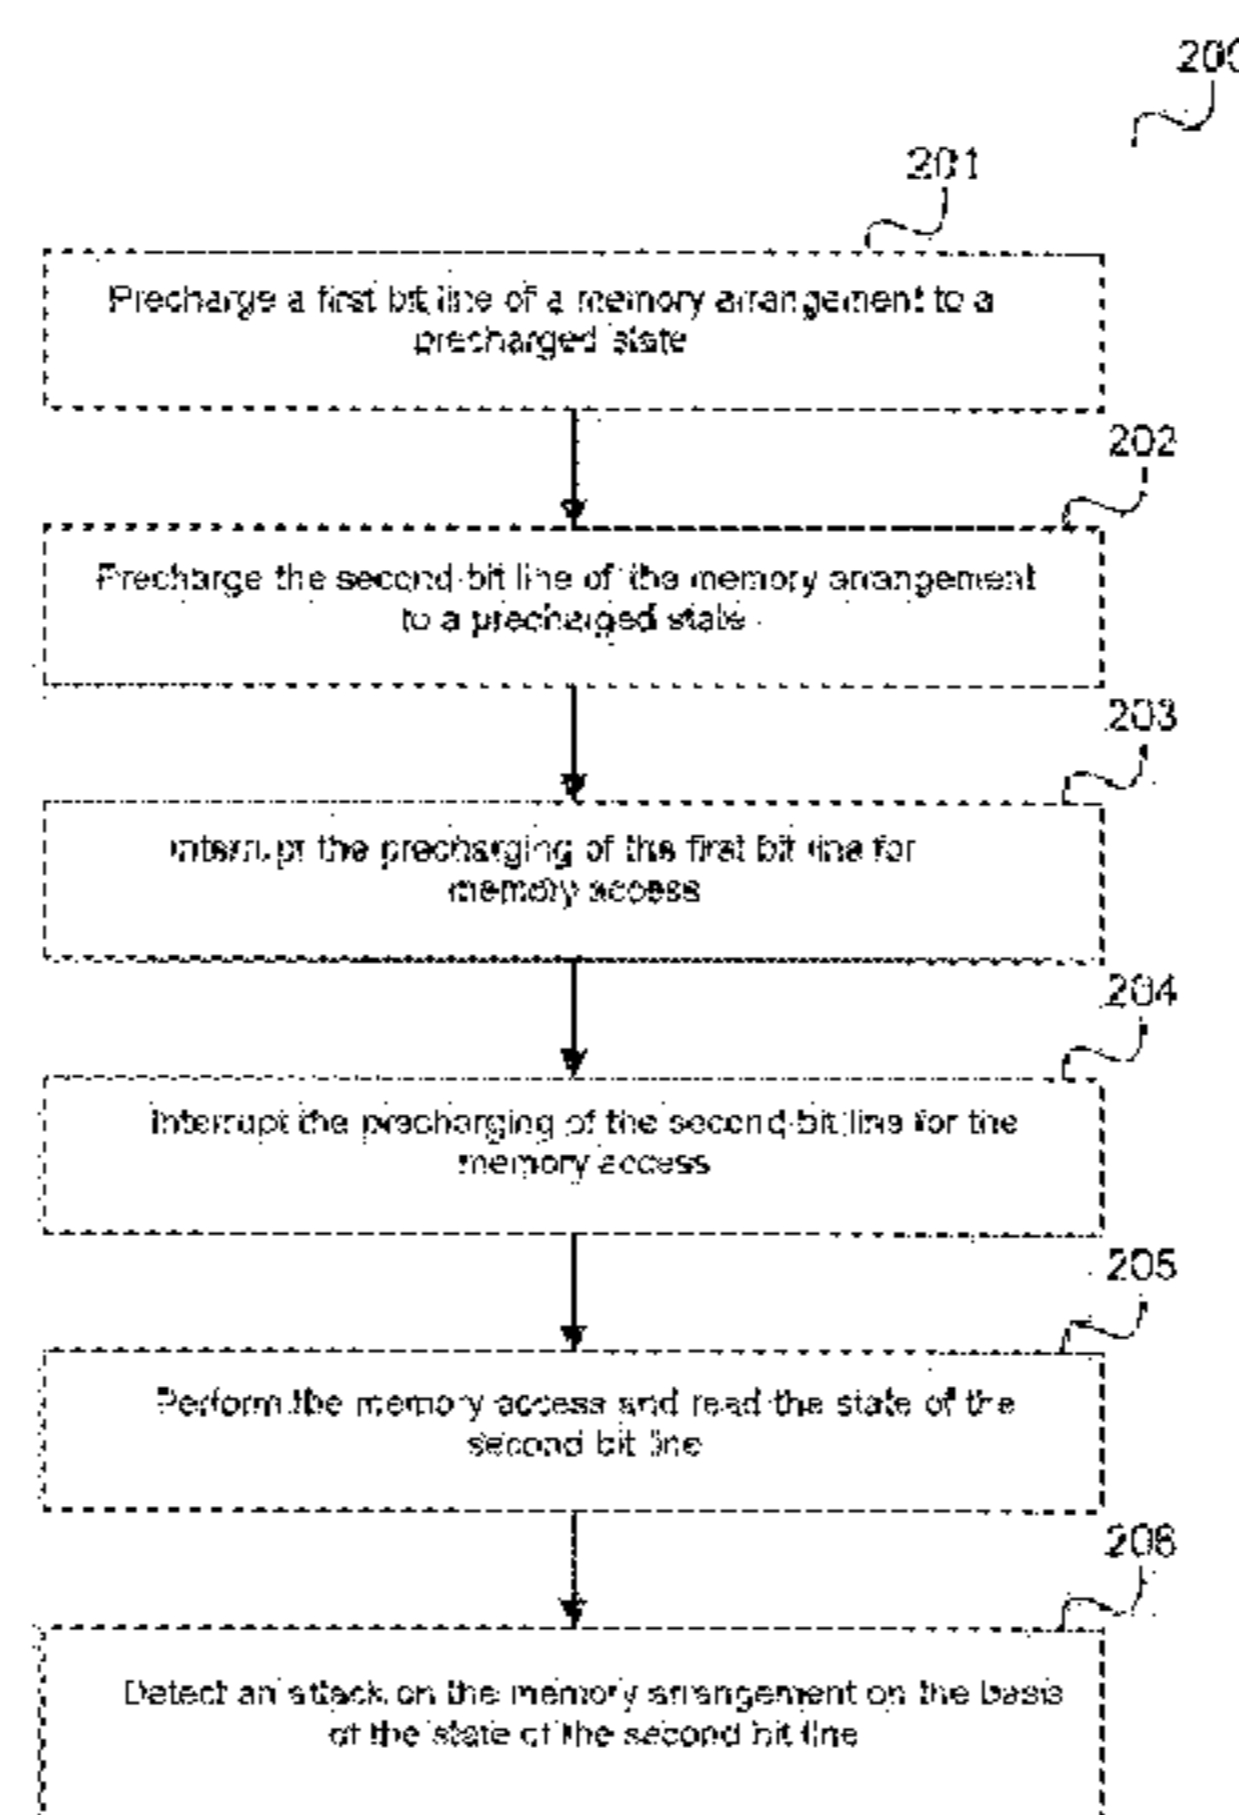 200
201
Precharge a first bit line of a memory arrangement to a
precharged state
202
Precharge the second bit line of the memory arrangement
to a precharged state
203
Interrupt the precharging of the first bit line for
memory access
204
Interrupt the precharging of the second bit line for the
memory access
205
Perform the memory access and read the state of the
second bit line
206
Detect an attack on the memory arrangement on the basis
of the state of the second bit line